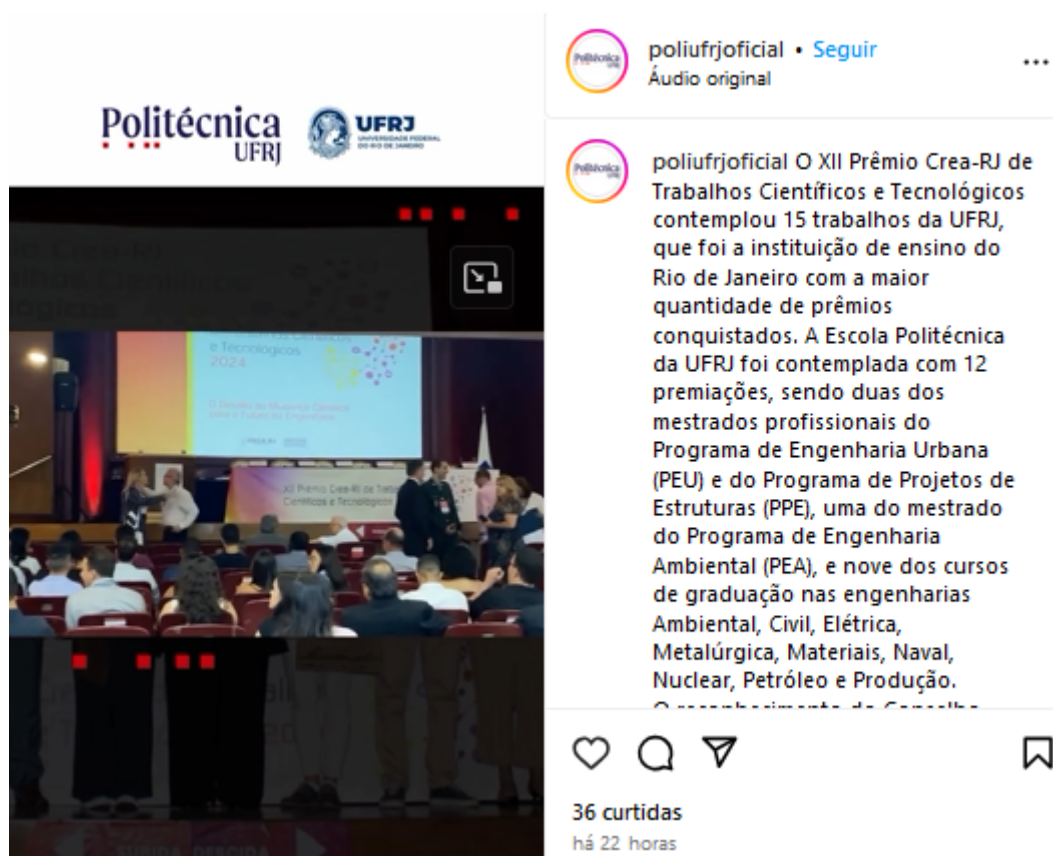 Politécnica
UFRJ
UFRJ
UNIVERSIDADE FEDERAL
DO RIO DE JANEIRO
e Tecnológicos
2024
XII Prêmio Crea-RJ de Trabal
Científicos e Tecnológicos
SUBIDA DESCIDA
poliufrjoficial • Seguir
Áudio original
poliufrjoficial O XII Prêmio Crea-RJ de
Trabalhos Científicos e Tecnológicos
contemplou 15 trabalhos da UFRJ,
que foi a instituição de ensino do
Rio de Janeiro com a maior
quantidade de prêmios
conquistados. A Escola Politécnica
da UFRJ foi contemplada com 12
premiações, sendo duas dos
mestrados profissionais do
Programa de Engenharia Urbana
(PEU) e do Programa de Projetos de
Estruturas (PPE), uma do mestrado
do Programa de Engenharia
Ambiental (PEA), e nove dos cursos
de graduação nas engenharias
Ambiental, Civil, Elétrica,
Metalúrgica, Materiais, Naval,
Nuclear, Petróleo e Produção.
36 curtidas
há 22 horas